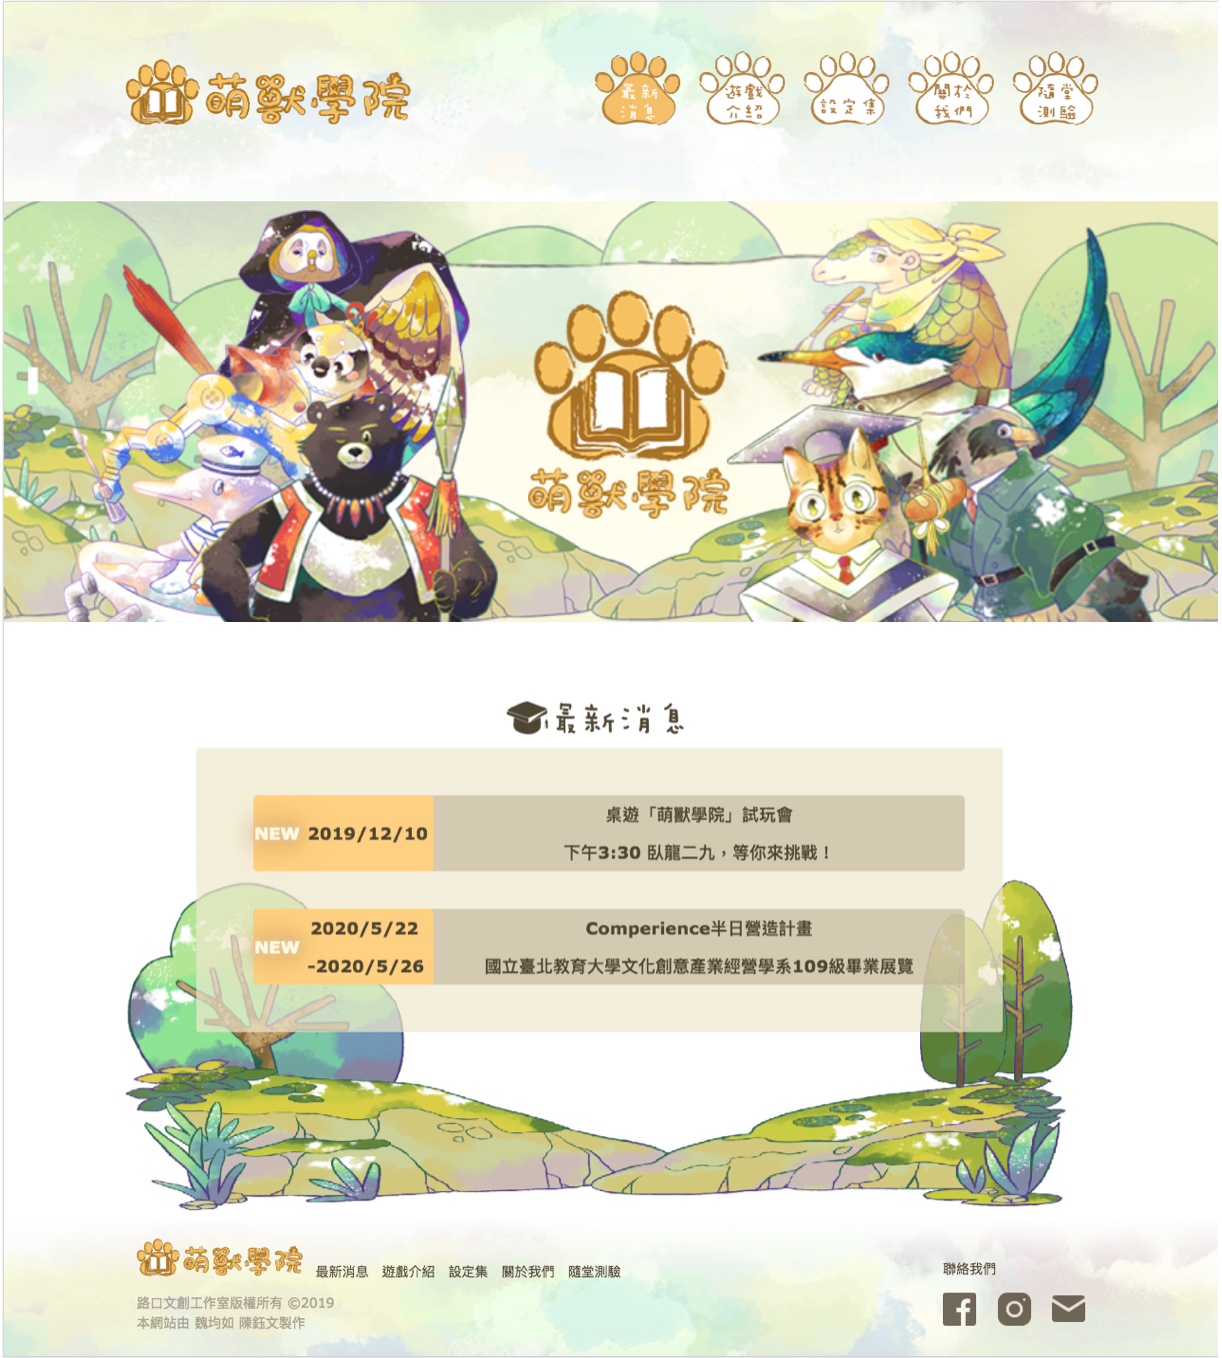 萌獸學院
最新
消息
遊戲
介紹
設定集
關於
我們
隨堂
測驗
萌獸學院
最新消息
NEW 2019/12/10
桌遊「萌獸學院」試玩會
下午3:30 臥龍二九，等你來挑戰！
NEW
2020/5/22
-2020/5/26
Comperience半日營造計畫
國立臺北教育大學文化創意產業經營學系109級畢業展覽
萌獸學院
最新消息 遊戲介紹 設定集 關於我們 隨堂測驗
聯絡我們
路口文創工作室版權所有 ©2019
本網站由 魏均如 陳鈺文製作